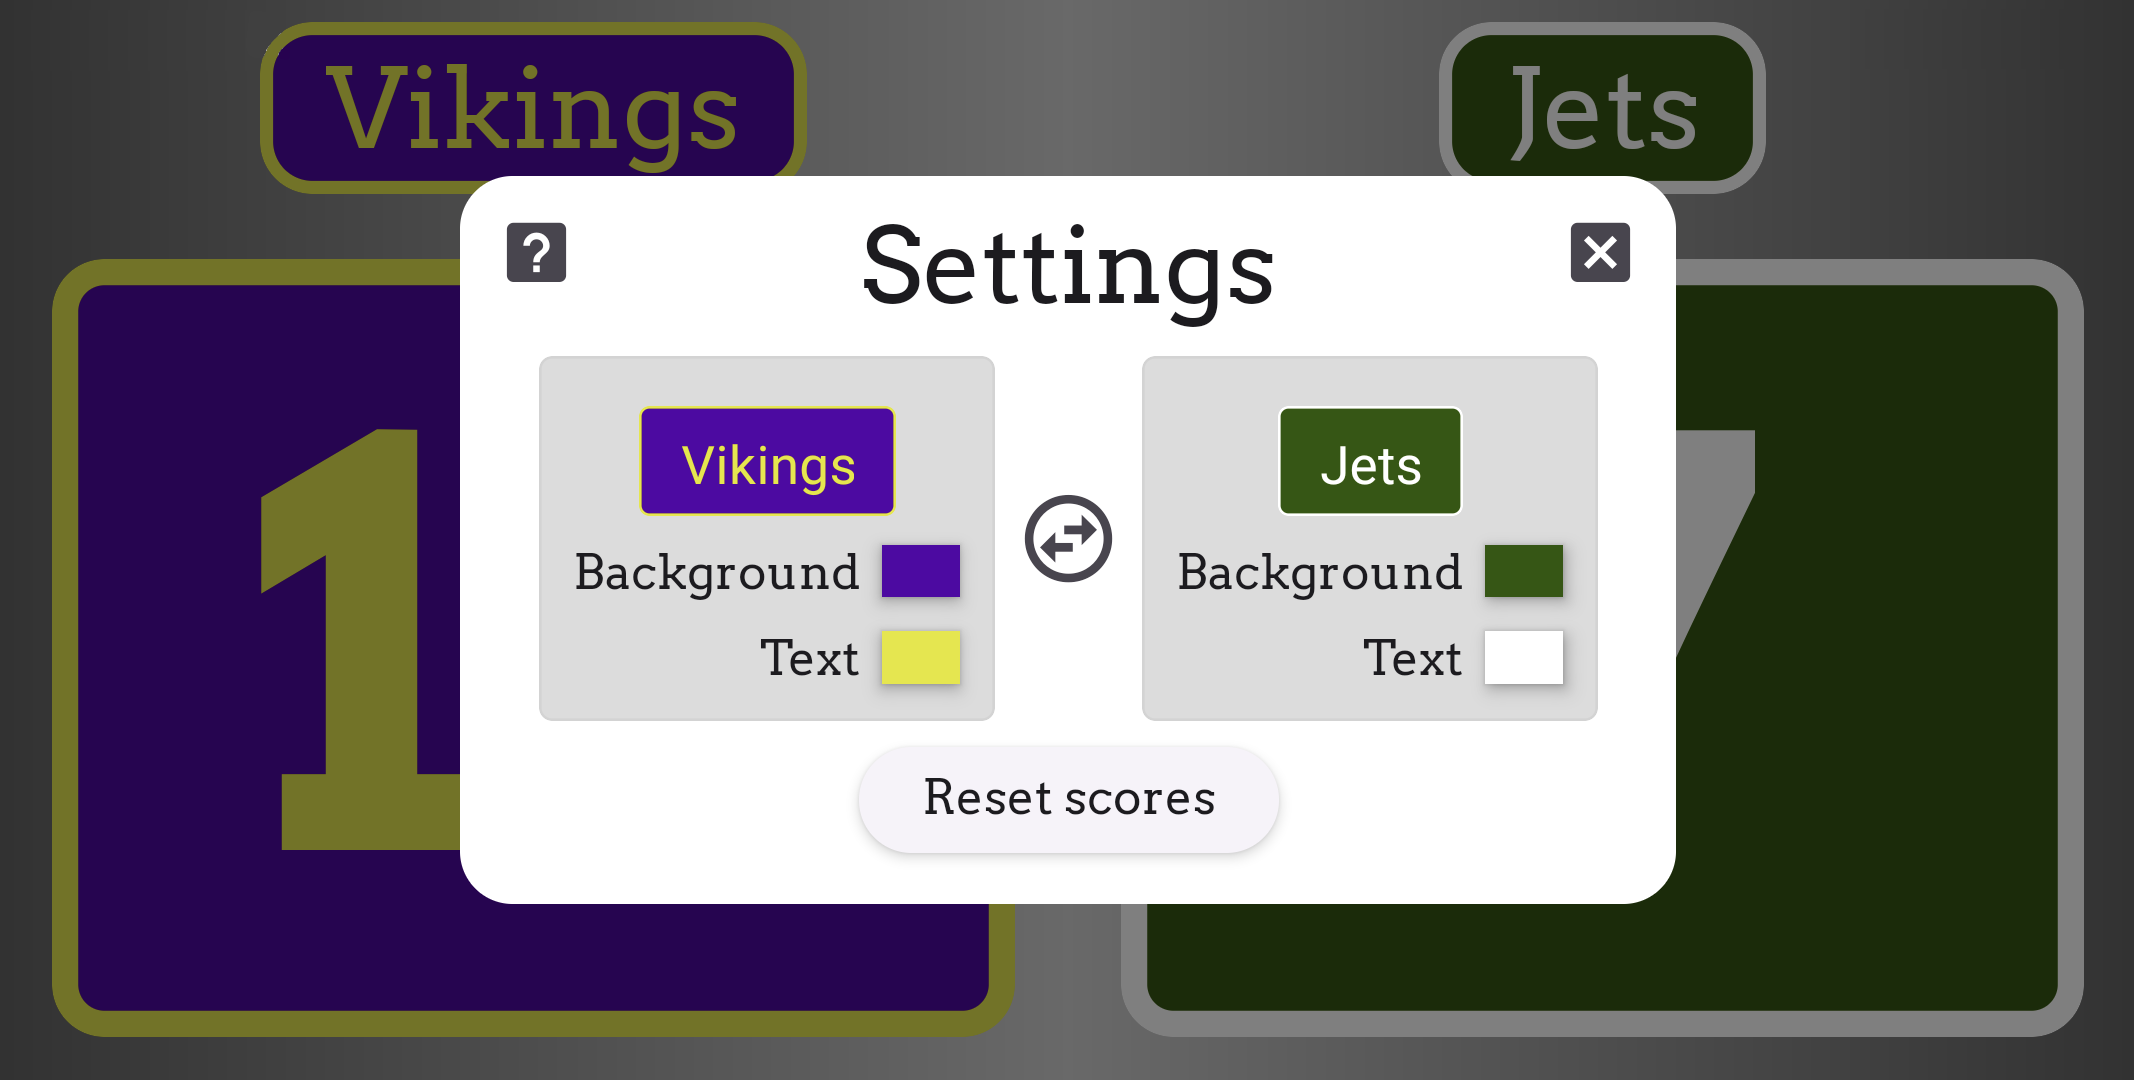 Vikings
Jets
?
Settings
Vikings
Jets
Background
Background
Text
Text
Reset scores
1
7